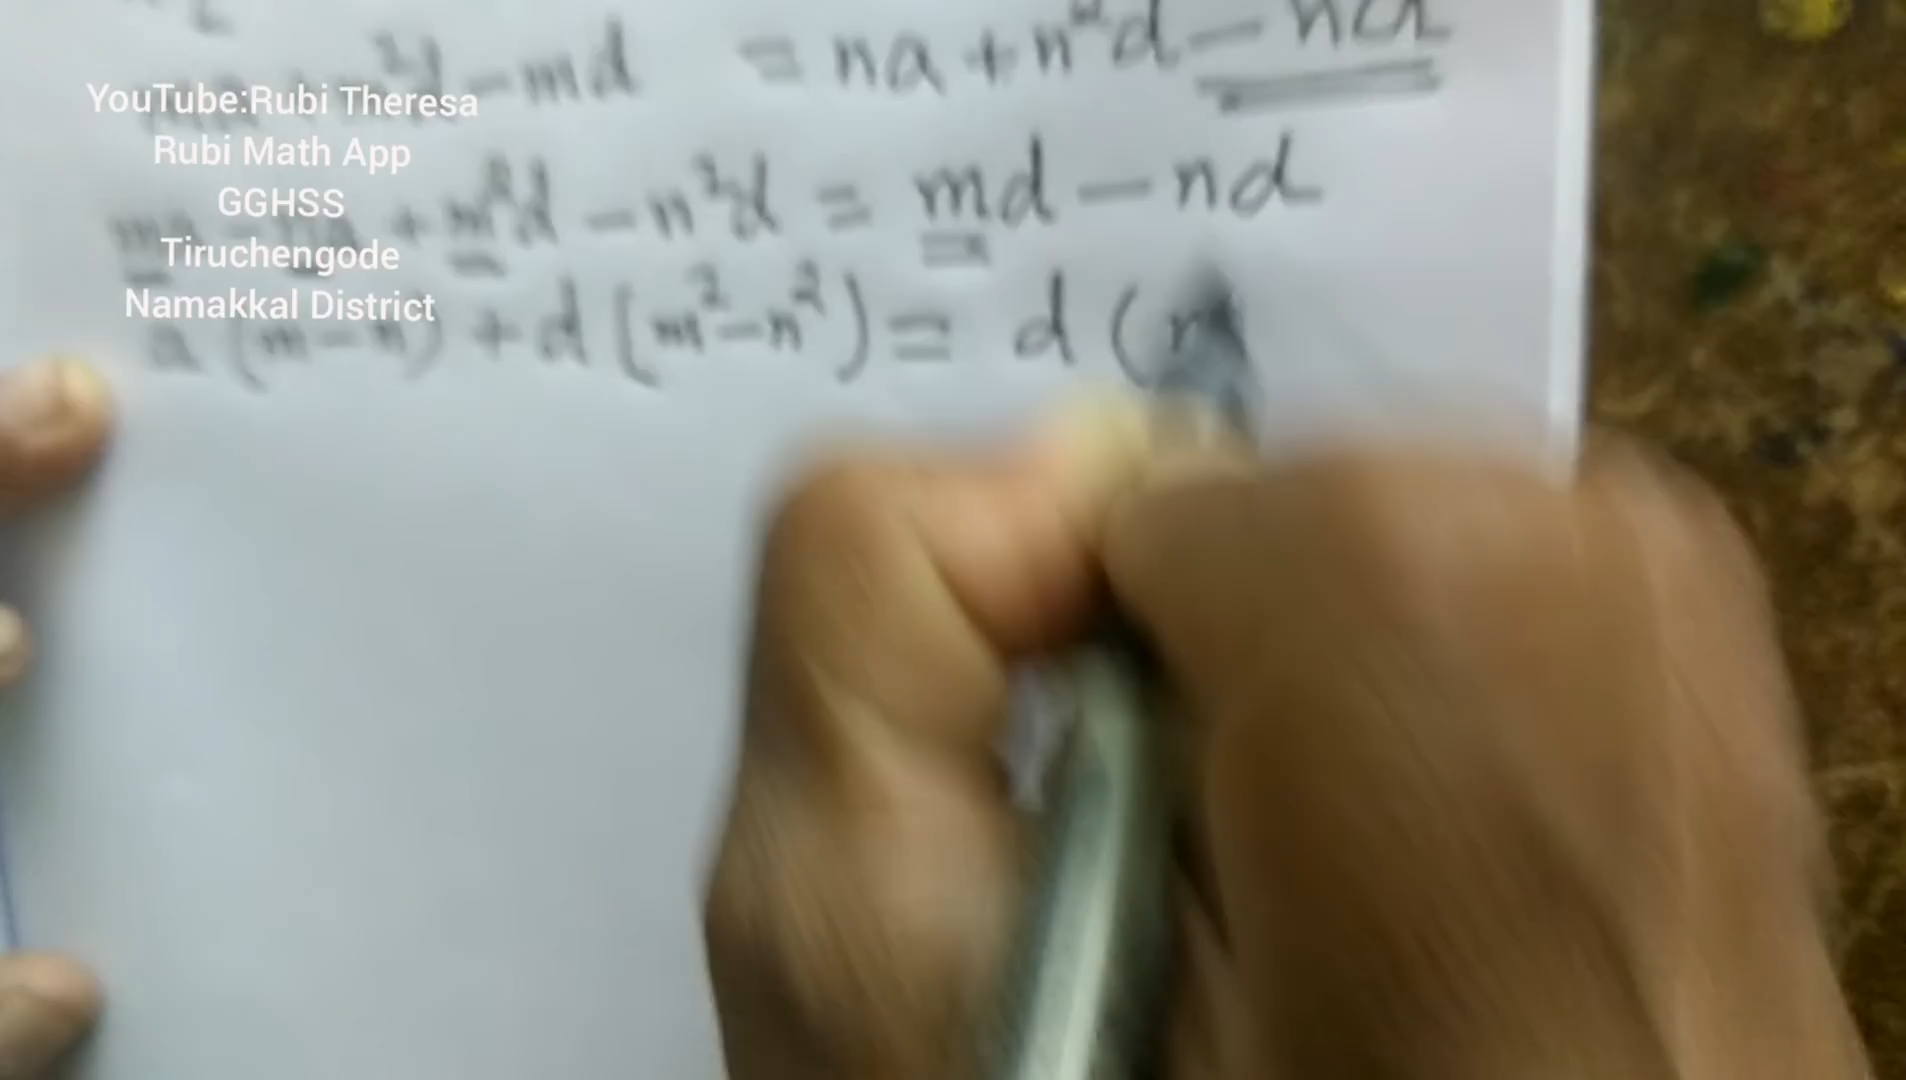 - md = na + n²d - nd
YouTube:Rubi Theresa
Rubi Math App
GGHSS
Tiruchengode
Namakkal District
+ m²d - n²d = md - nd
a (m - n) + d (m² - n²) = d (